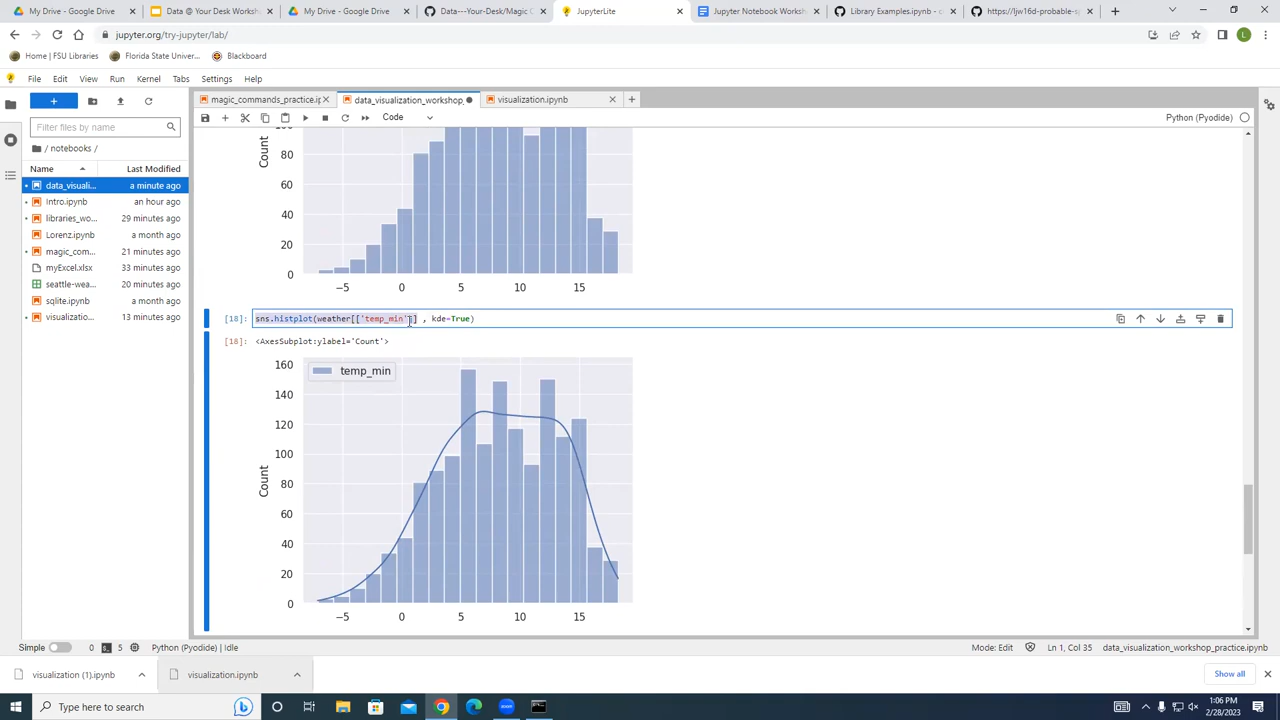 My Drive - Google Drive
Data @ Your Desk Workshop
My Drive - Google Drive
Data---Your-Desk/Magic C
JupyterLite
Jupyter Notebook Worksho
Library Examples.ipynb - c
https://ljw16d-probable-sp
jupyter.org/try-jupyter/lab/
L
Home | FSU Libraries
Florida State Univer...
Blackboard
File Edit View Run Kernel Tabs Settings Help
magic_commands_practice.ip
data_visualization_workshop_
visualization.ipynb
Filter files by name
Code
Python (Pyodide)
/ notebooks /
Name Last Modified
data_visuali... a minute ago
Intro.ipynb an hour ago
libraries_wo... 29 minutes ago
Lorenz.ipynb a month ago
magic_com... 21 minutes ago
myExcel.xlsx 33 minutes ago
seattle-wea... 32 minutes ago
sqlite.ipynb a month ago
visualizatio... 13 minutes ago
Count
100
80
60
40
20
0
−5 0 5 10 15
[18]: sns.histplot(weather[['temp_min']] , kde=True)
[18]: <AxesSubplot:ylabel='Count'>
temp_min
Count
160
140
120
100
80
60
40
20
0
−5 0 5 10 15
Simple 0 5 Python (Pyodide) | Idle
Mode: Edit Ln 1, Col 35 data_visualization_workshop_practice.ipynb
visualization (1).ipynb
visualization.ipynb
Show all
Type here to search
1:06 PM
2/28/2023